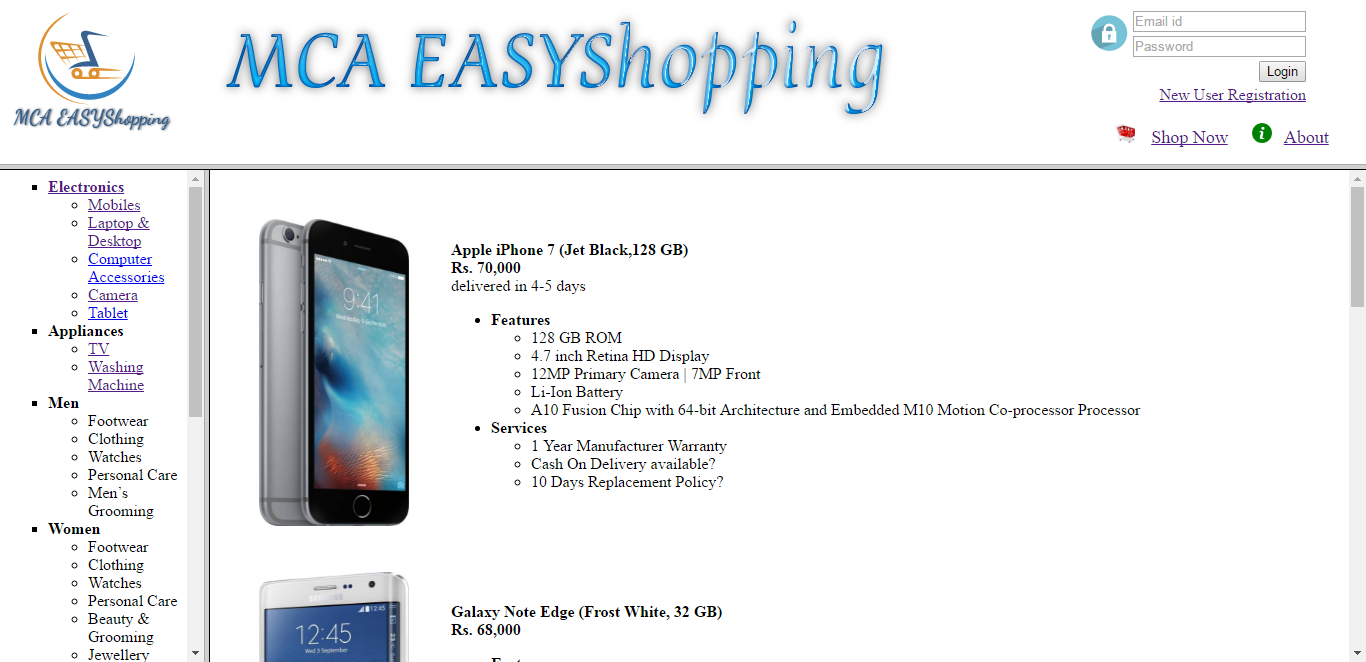 MCA EASYShopping
MCA EASYShopping
Email id
Password
Login
New User Registration
Shop Now
About
Electronics
Mobiles
Laptop &
Desktop
Computer
Accessories
Camera
Tablet
Appliances
TV
Washing
Machine
Men
Footwear
Clothing
Watches
Personal Care
Men's
Grooming
Women
Footwear
Clothing
Watches
Personal Care
Beauty &
Grooming
Jewellery
9:41
Apple iPhone 7 (Jet Black,128 GB)
Rs. 70,000
delivered in 4-5 days
Features
128 GB ROM
4.7 inch Retina HD Display
12MP Primary Camera | 7MP Front
Li-Ion Battery
A10 Fusion Chip with 64-bit Architecture and Embedded M10 Motion Co-processor Processor
Services
1 Year Manufacturer Warranty
Cash On Delivery available?
10 Days Replacement Policy?
SAMSUNG
12:45
12:45
Wed 3 September
Galaxy Note Edge (Frost White, 32 GB)
Rs. 68,000